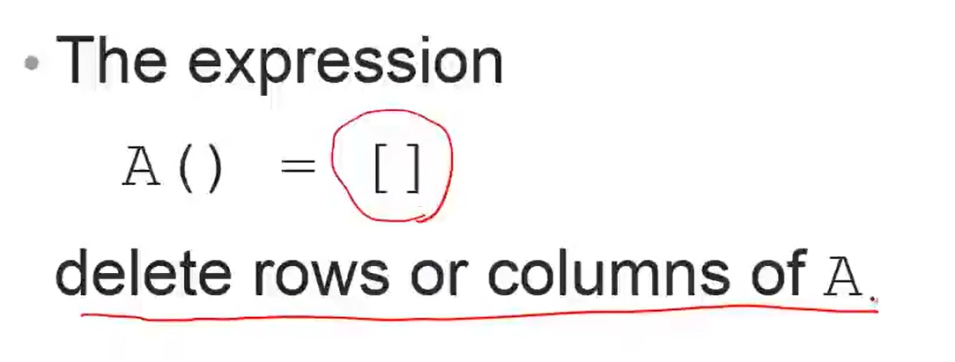 • The expression
A() = []
delete rows or columns of A.